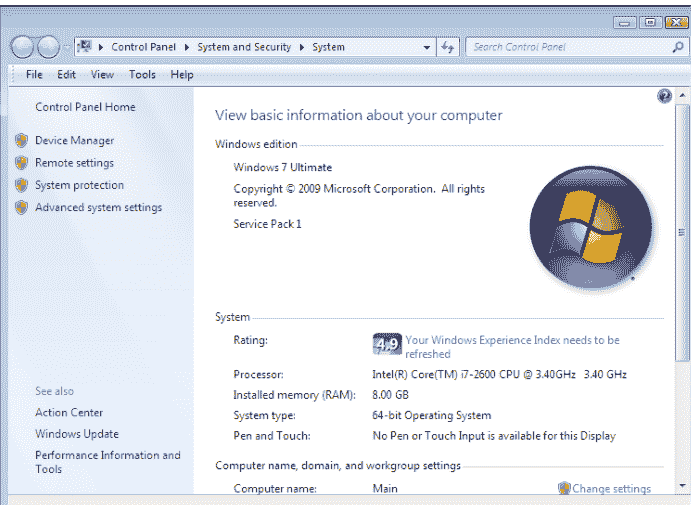 Control Panel System and Security System
Search Control Panel
File Edit View Tools Help
Control Panel Home
Device Manager
Remote settings
System protection
Advanced system settings
See also
Action Center
Windows Update
Performance Information and
Tools
View basic information about your computer
Windows edition
Windows 7 Ultimate
Copyright © 2009 Microsoft Corporation. All rights
reserved.
Service Pack 1
System
Rating: 4.9 Your Windows Experience Index needs to be
refreshed
Processor: Intel(R) Core(TM) i7-2600 CPU @ 3.40GHz 3.40 GHz
Installed memory (RAM): 8.00 GB
System type: 64-bit Operating System
Pen and Touch: No Pen or Touch Input is available for this Display
Computer name, domain, and workgroup settings
Computer name: Main Change settings